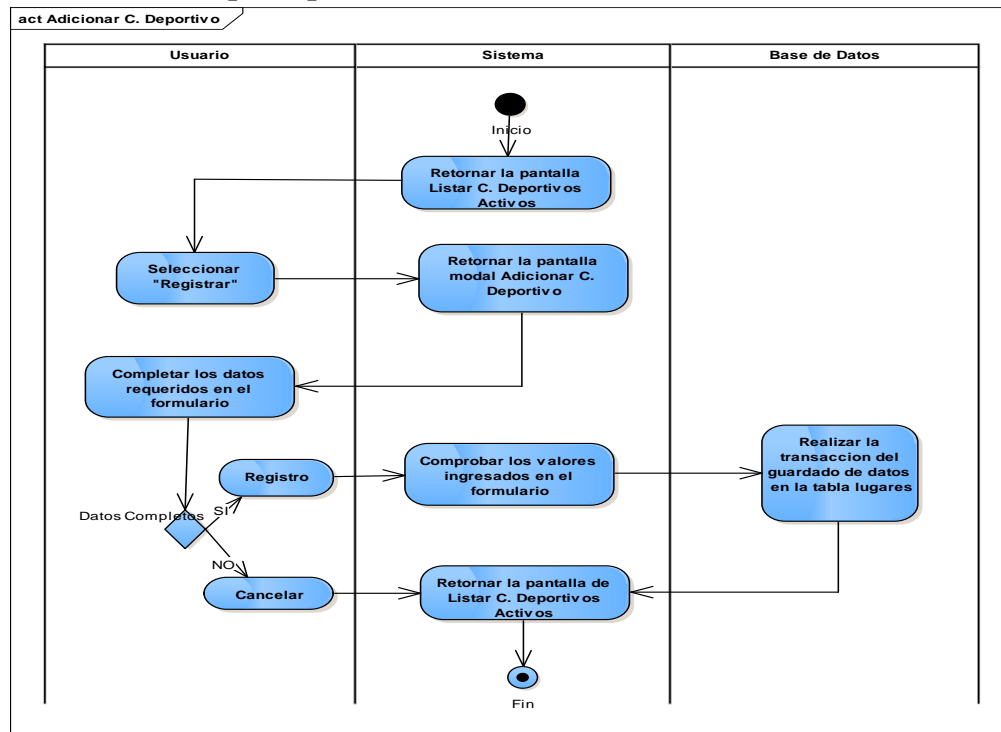 act Adicionar C. Deportivo
Usuario
Sistema
Base de Datos
Inicio
Retornar la pantalla
Listar C. Deportivos
Activos
Seleccionar
"Registrar"
Retornar la pantalla
modal Adicionar C.
Deportivo
Completar los datos
requeridos en el
formulario
Datos Completos
SI
NO
Registro
Comprobar los valores
ingresados en el
formulario
Realizar la
transaccion del
guardado de datos
en la tabla lugares
Cancelar
Retornar la pantalla de
Listar C. Deportivos
Activos
Fin